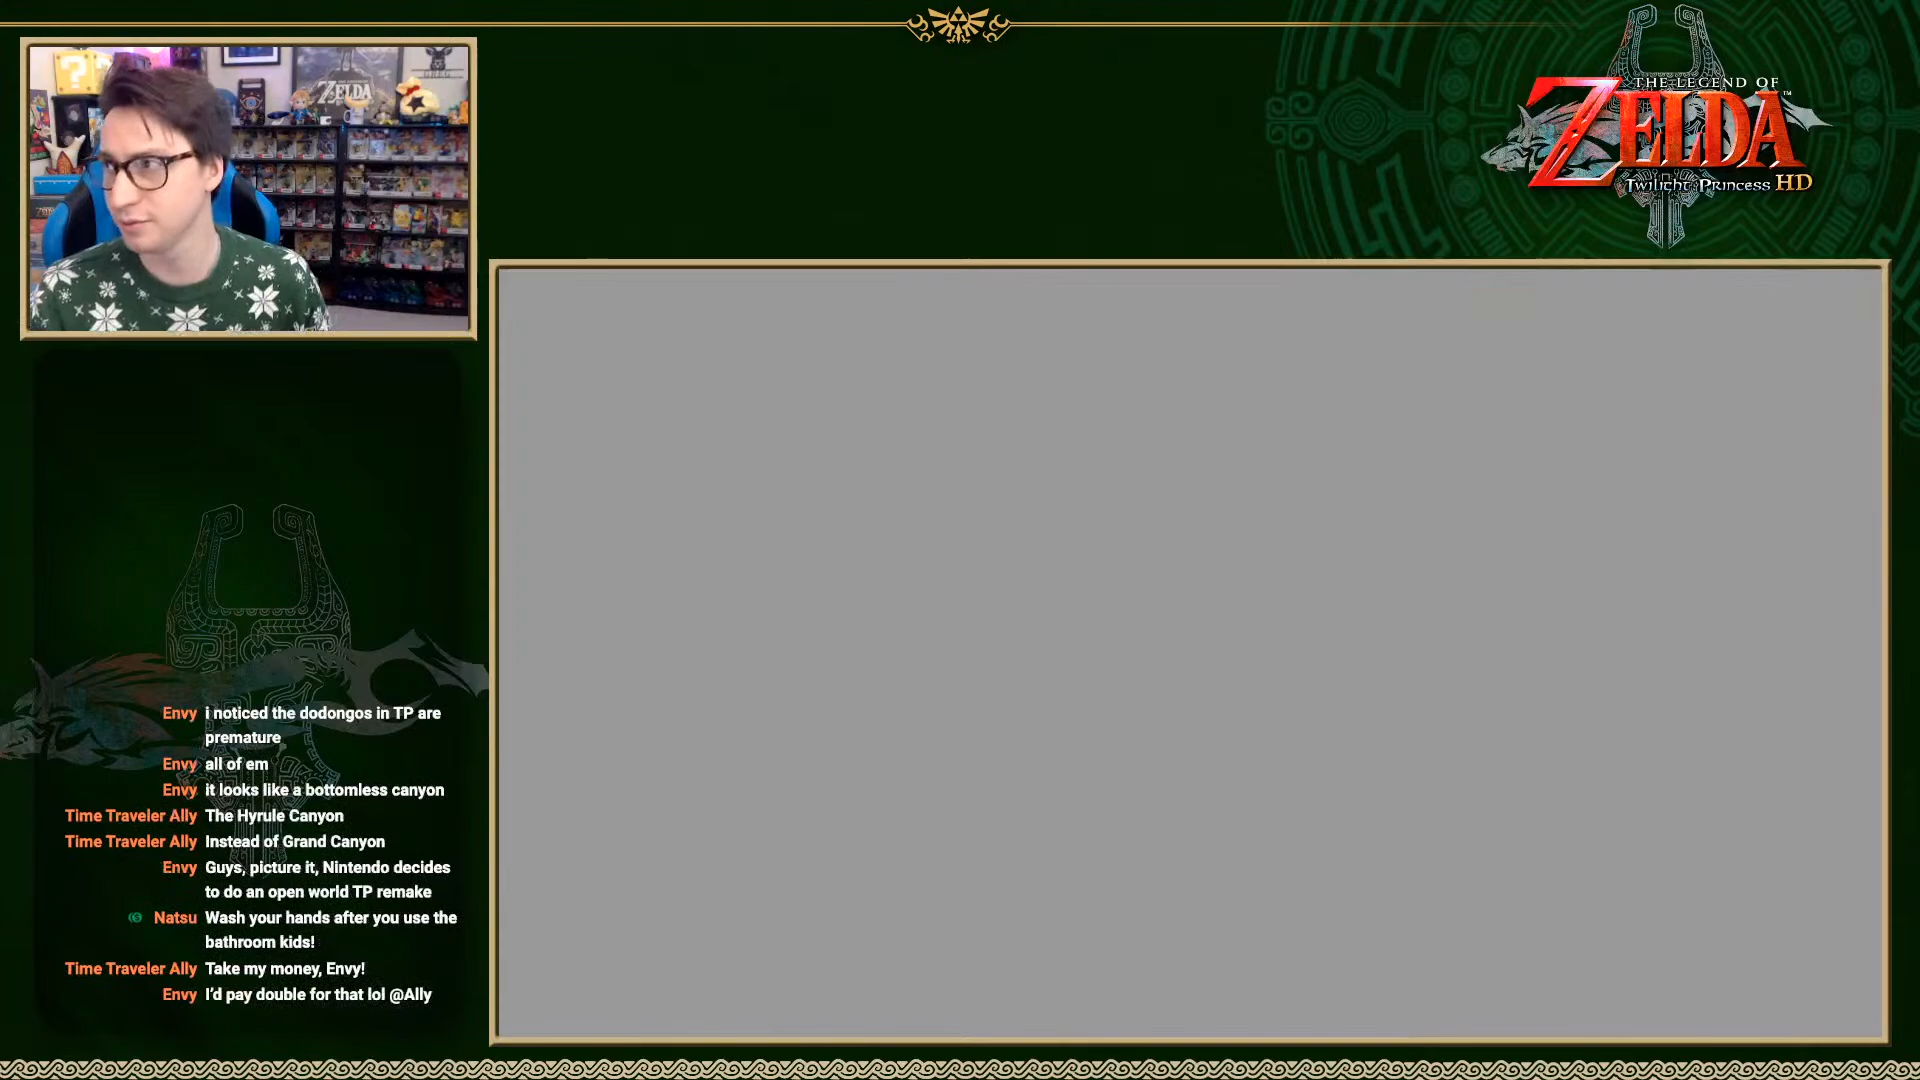 ZELDA
THE LEGEND OF
ZELDA
Twilight Princess HD
Envy i noticed the dodongos in TP are
premature
Envy all of em
Envy it looks like a bottomless canyon
Time Traveler Ally The Hyrule Canyon
Time Traveler Ally Instead of Grand Canyon
Envy Guys, picture it, Nintendo decides
to do an open world TP remake
Natsu Wash your hands after you use the
bathroom kids!
Time Traveler Ally Take my money, Envy!
Envy I'd pay double for that lol @Ally